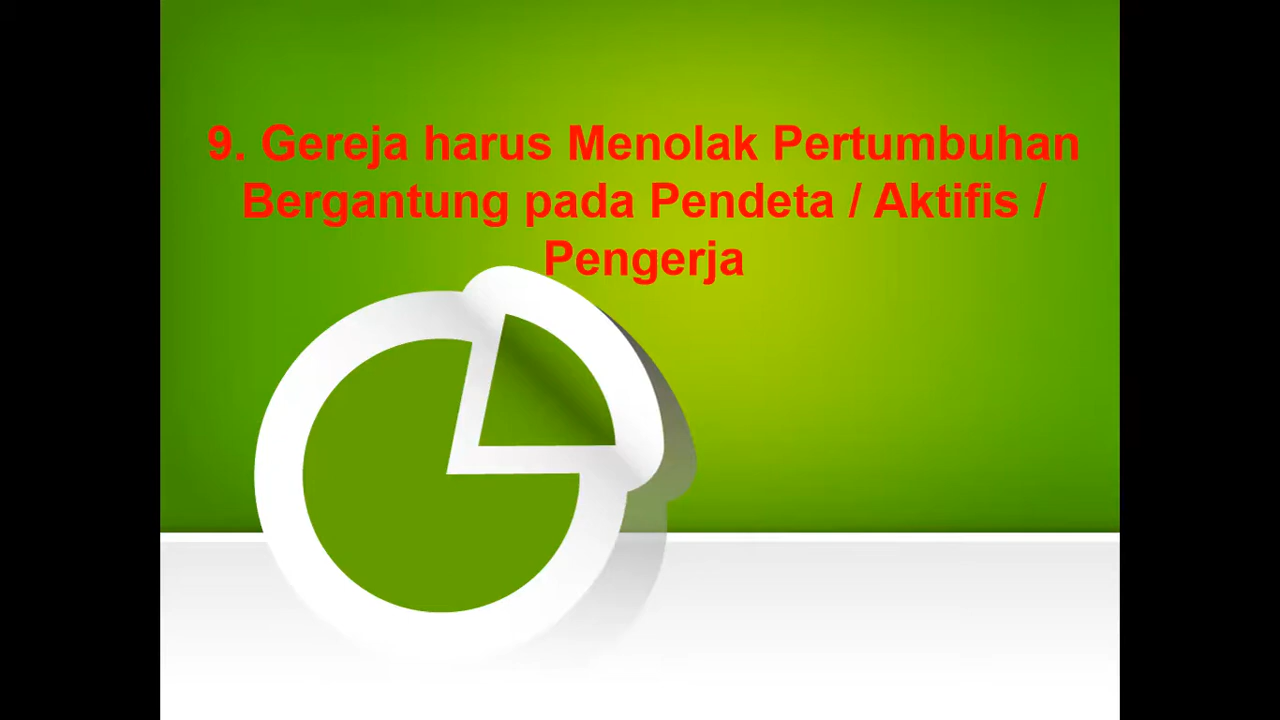 9. Gereja harus Menolak Pertumbuhan
Bergantung pada Pendeta / Aktifis /
Pengerja